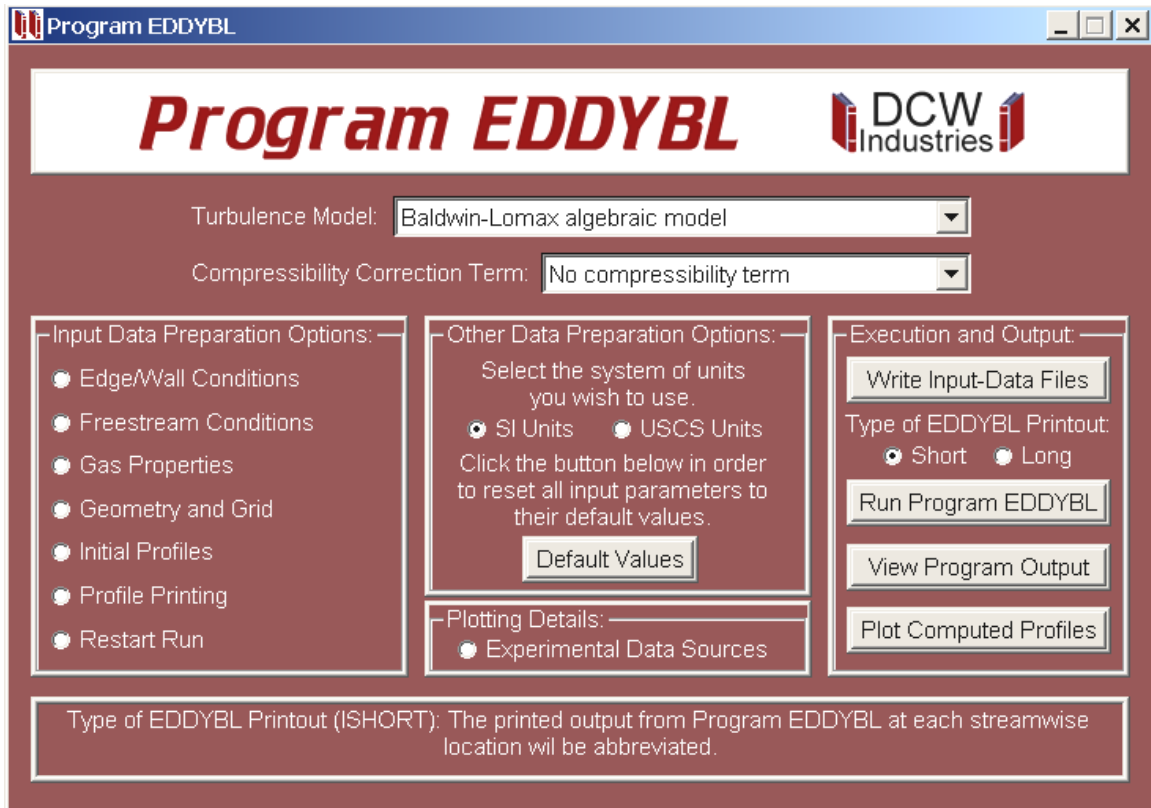 Program EDDYBL
Program EDDYBL
DCW
Industries
Turbulence Model: Baldwin-Lomax algebraic model
Compressibility Correction Term: No compressibility term
Input Data Preparation Options:
Edge/Wall Conditions
Freestream Conditions
Gas Properties
Geometry and Grid
Initial Profiles
Profile Printing
Restart Run
Other Data Preparation Options:
Select the system of units
you wish to use.
SI Units USCS Units
Click the button below in order
to reset all input parameters to
their default values.
Default Values
Plotting Details:
Experimental Data Sources
Execution and Output:
Write Input-Data Files
Type of EDDYBL Printout:
Short Long
Run Program EDDYBL
View Program Output
Plot Computed Profiles
Type of EDDYBL Printout (ISHORT): The printed output from Program EDDYBL at each streamwise
location wil be abbreviated.